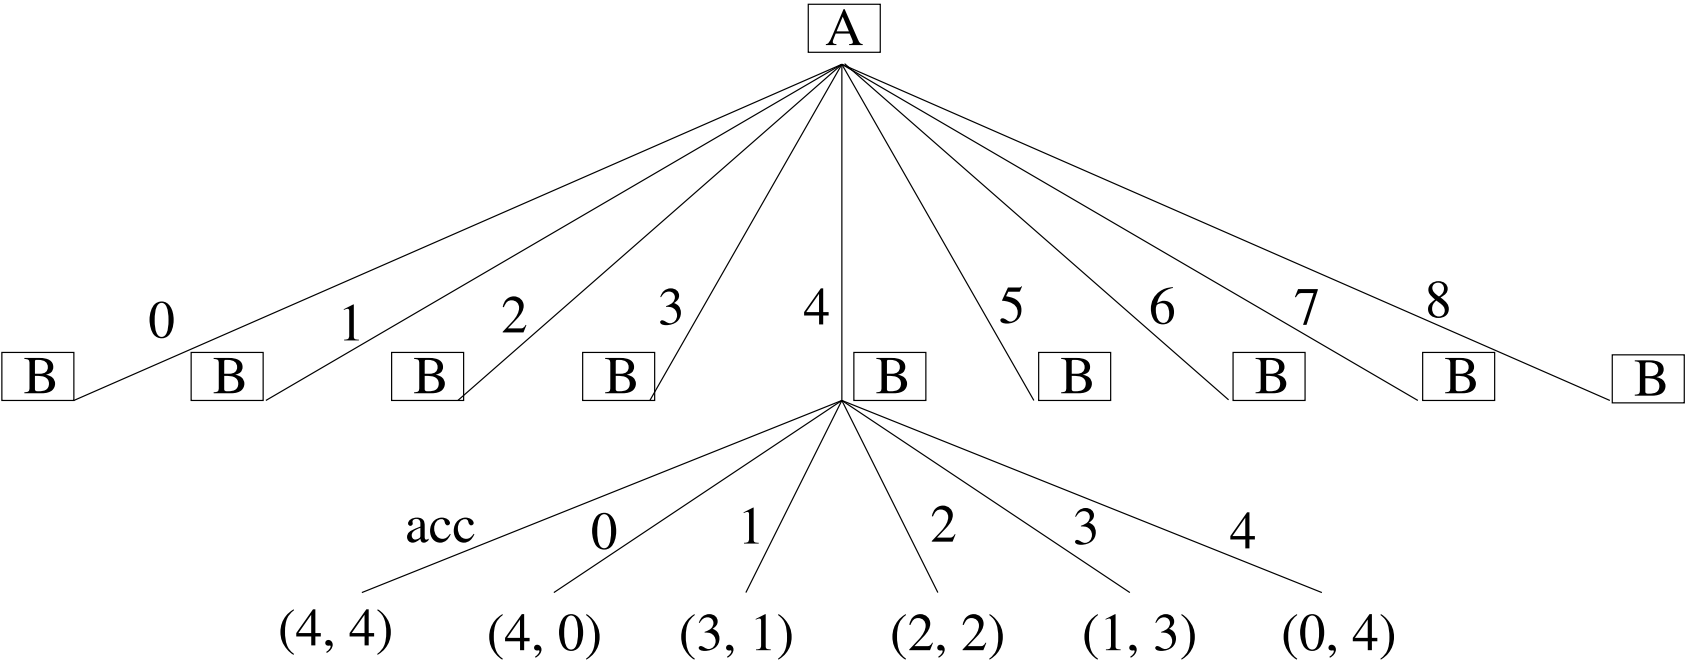 A
0 1 2 3 4 5 6 7 8
B B B B B B B B B
acc 0 1 2 3 4
(4, 4) (4, 0) (3, 1) (2, 2) (1, 3) (0, 4)